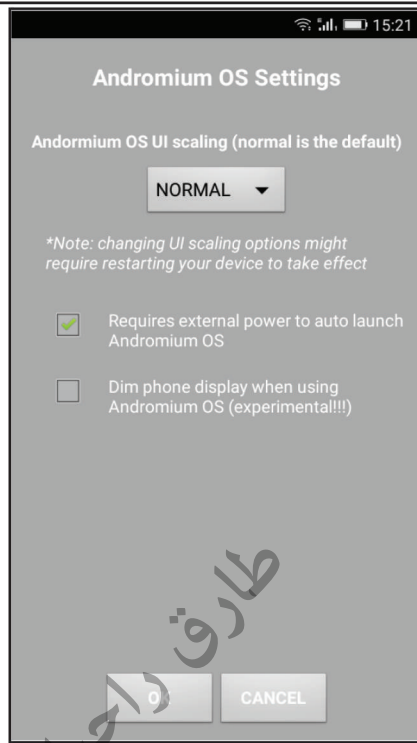 15:21
Andromium OS Settings
Andormium OS UI scaling (normal is the default)
NORMAL
*Note: changing UI scaling options might
require restarting your device to take effect
Requires external power to auto launch
Andromium OS
Dim phone display when using
Andromium OS (experimental!!!)
طارق
OK CANCEL